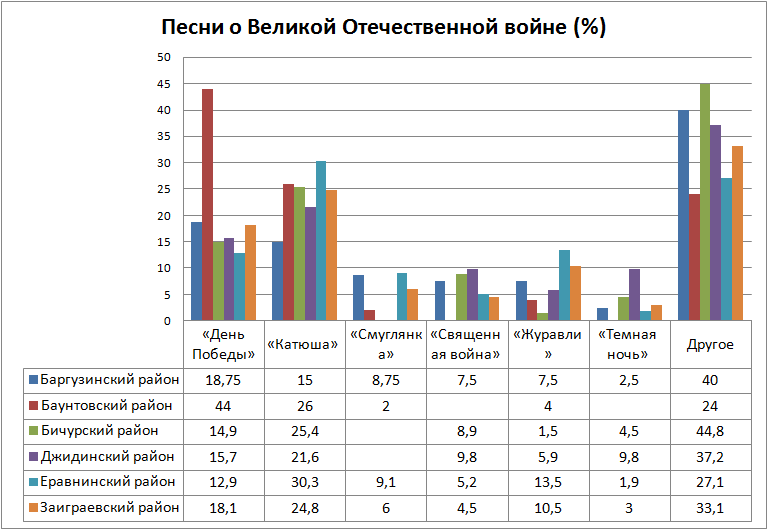 Песни о Великой Отечественной войне (%)
50
45
40
35
30
25
20
15
10
5
0
«День Победы» «Катюша» «Смуглянка» «Священная война» «Журавли» «Темная ночь» Другое
Баргузинский район 18,75 15 8,75 7,5 7,5 2,5 40
Баунтовский район 44 26 2 4 24
Бичурский район 14,9 25,4 8,9 1,5 4,5 44,8
Джидинский район 15,7 21,6 9,8 5,9 9,8 37,2
Еравнинский район 12,9 30,3 9,1 5,2 13,5 1,9 27,1
Заиграевский район 18,1 24,8 6 4,5 10,5 3 33,1